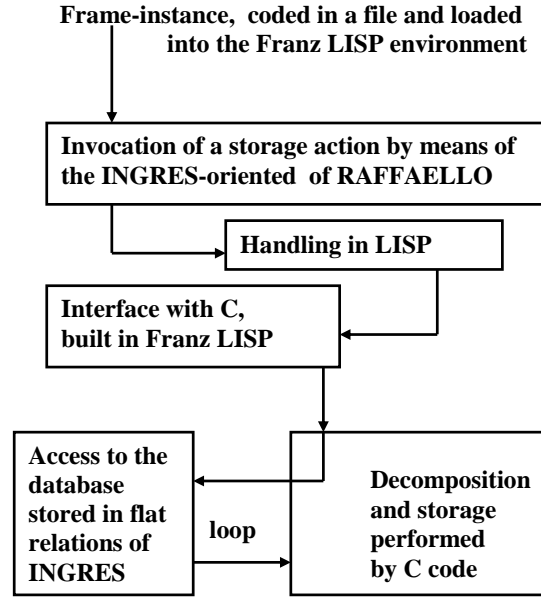 Frame-instance, coded in a file and loaded
into the Franz LISP environment
Invocation of a storage action by means of
the INGRES-oriented of RAFFAELLO
Handling in LISP
Interface with C,
built in Franz LISP
Access to the
database
stored in flat
relations of
INGRES
loop
Decomposition
and storage
performed
by C code